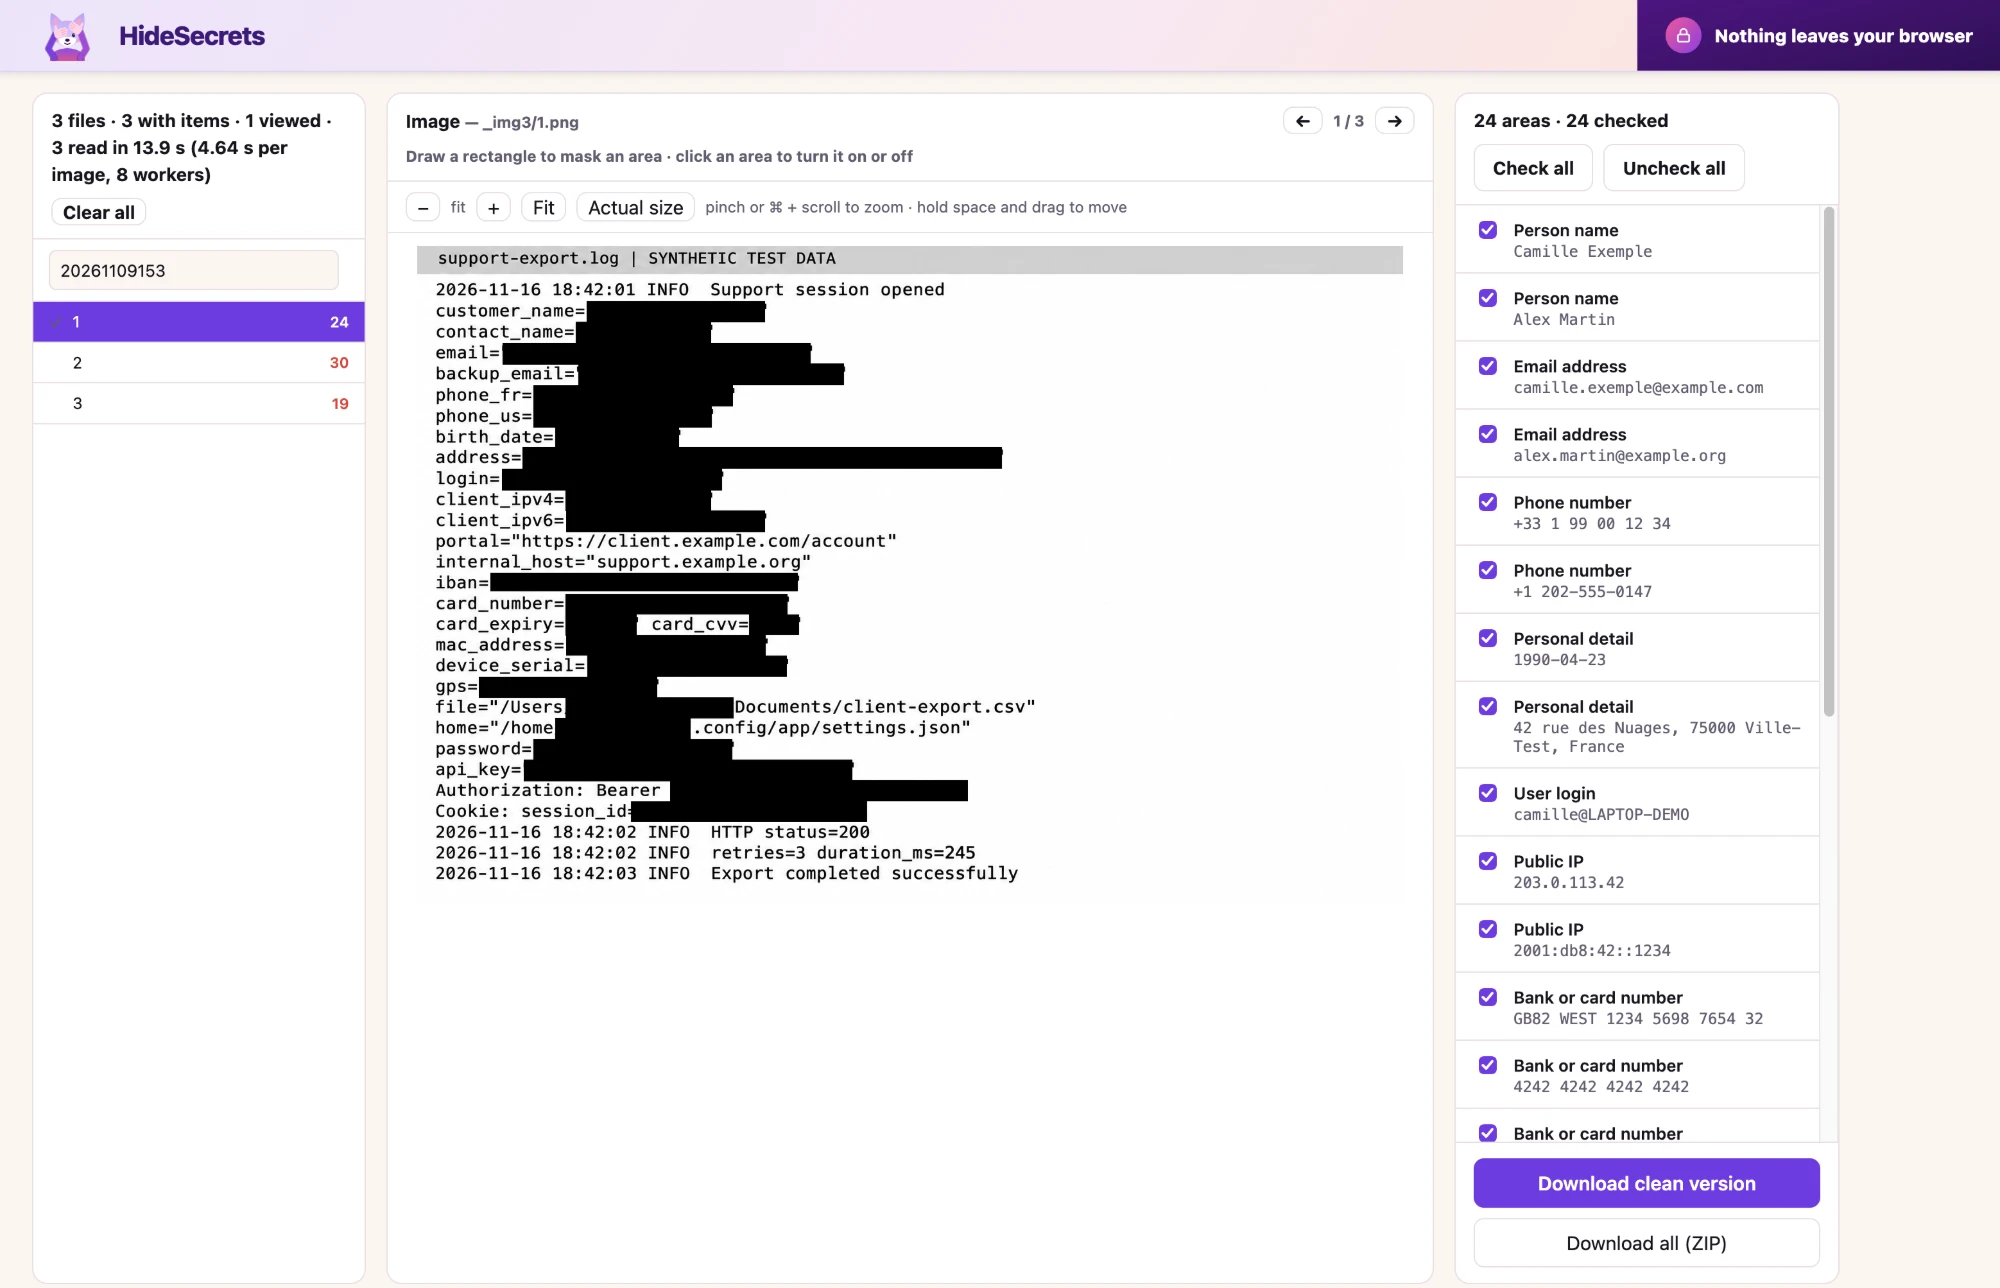 HideSecrets
Nothing leaves your browser
3 files · 3 with items · 1 viewed ·
3 read in 13.9 s (4.64 s per
image, 8 workers)
Clear all
20261109153
1 24
2 30
3 19
Image — _img3/1.png
← 1 / 3 →
Draw a rectangle to mask an area · click an area to turn it on or off
− fit + Fit Actual size pinch or ⌘ + scroll to zoom · hold space and drag to move
support-export.log | SYNTHETIC TEST DATA
2026-11-16 18:42:01 INFO  Support session opened
customer_name=
contact_name=
email=
backup_email=
phone_fr=
phone_us=
birth_date=
address=
login=
client_ipv4=
client_ipv6=
portal="https://client.example.com/account"
internal_host="support.example.org"
iban=
card_number=
card_expiry= card_cvv=
mac_address=
device_serial=
gps=
file="/Users Documents/client-export.csv"
home="/home .config/app/settings.json"
password=
api_key=
Authorization: Bearer
Cookie: session_id=
2026-11-16 18:42:02 INFO  HTTP status=200
2026-11-16 18:42:02 INFO  retries=3 duration_ms=245
2026-11-16 18:42:03 INFO  Export completed successfully
24 areas · 24 checked
Check all Uncheck all
Person name
Camille Exemple
Person name
Alex Martin
Email address
camille.exemple@example.com
Email address
alex.martin@example.org
Phone number
+33 1 99 00 12 34
Phone number
+1 202-555-0147
Personal detail
1990-04-23
Personal detail
42 rue des Nuages, 75000 Ville-
Test, France
User login
camille@LAPTOP-DEMO
Public IP
203.0.113.42
Public IP
2001:db8:42::1234
Bank or card number
GB82 WEST 1234 5698 7654 32
Bank or card number
4242 4242 4242 4242
Bank or card number
Download clean version
Download all (ZIP)